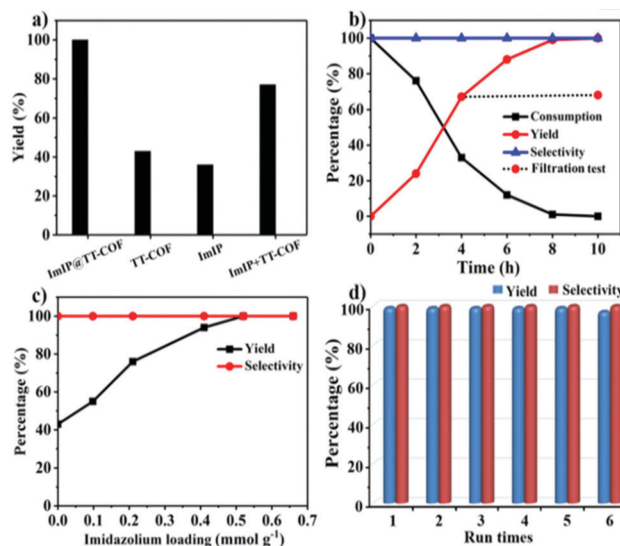 a)
Yield (%)
100
80
60
40
20
0
ImIP@TT-COF
TT-COF
ImIP
ImIP+TT-COF
b)
Percentage (%)
100
80
60
40
20
0
Consumption
Yield
Selectivity
Filtration test
0 2 4 6 8 10
Time (h)
c)
Percentage (%)
100
80
60
40
20
0
Yield
Selectivity
0.0 0.1 0.2 0.3 0.4 0.5 0.6 0.7
Imidazolium loading (mmol g⁻¹)
d)
Yield Selectivity
Percentage (%)
100
80
60
40
20
0
1 2 3 4 5 6
Run times